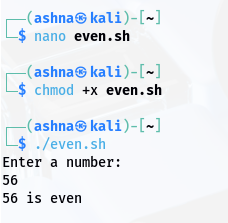 ┌──(ashna㉿kali)-[~]
└─$ nano even.sh
┌──(ashna㉿kali)-[~]
└─$ chmod +x even.sh
┌──(ashna㉿kali)-[~]
└─$ ./even.sh
Enter a number:
56
56 is even